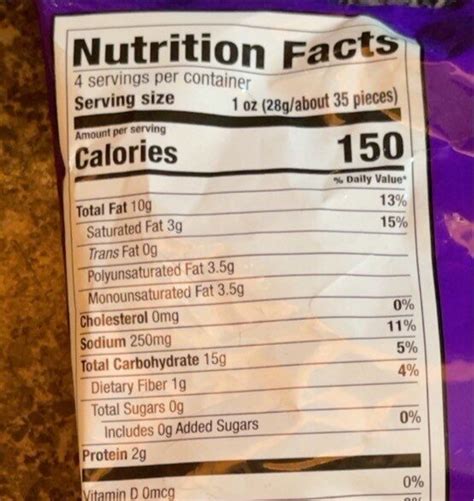 Nutrition Facts
4 servings per container
Serving size 1 oz (28g/about 35 pieces)
Amount per serving
Calories 150
% Daily Value*
Total Fat 10g 13%
Saturated Fat 3g 15%
Trans Fat 0g
Polyunsaturated Fat 3.5g
Monounsaturated Fat 3.5g
Cholesterol 0mg 0%
Sodium 250mg 11%
Total Carbohydrate 15g 5%
Dietary Fiber 1g 4%
Total Sugars 0g
Includes 0g Added Sugars 0%
Protein 2g
Vitamin D 0mcg 0%